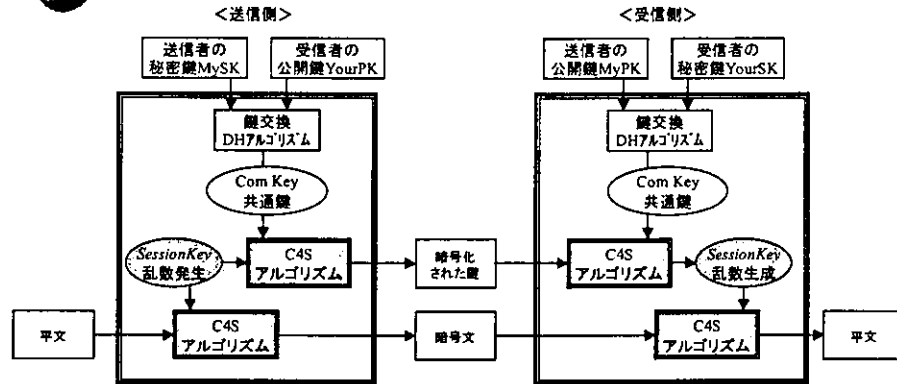 <送信側>
<受信側>
送信者の
秘密鍵MySK
受信者の
公開鍵YourPK
送信者の
公開鍵MyPK
受信者の
秘密鍵YourSK
鍵交換
DHアルゴリズム
鍵交換
DHアルゴリズム
Com Key
共通鍵
Com Key
共通鍵
SessionKey
乱数発生
C4S
アルゴリズム
暗号化
された鍵
C4S
アルゴリズム
SessionKey
乱数生成
平文
C4S
アルゴリズム
暗号文
C4S
アルゴリズム
平文